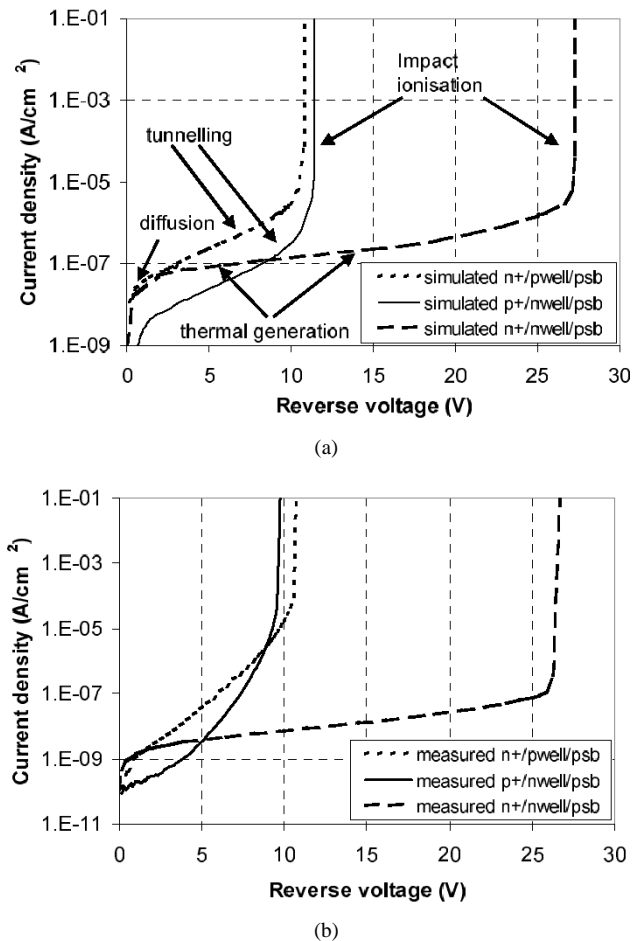 1.E-01
1.E-03
1.E-05
1.E-07
1.E-09
Current density (A/cm 2)
Impact
ionisation
tunnelling
diffusion
thermal generation
simulated n+/pwell/psb
simulated p+/nwell/psb
simulated n+/nwell/psb
0 5 10 15 20 25 30
Reverse voltage (V)
(a)
1.E-01
1.E-03
1.E-05
1.E-07
1.E-09
1.E-11
Current density (A/cm 2)
measured n+/pwell/psb
measured p+/nwell/psb
measured n+/nwell/psb
0 5 10 15 20 25 30
Reverse voltage (V)
(b)